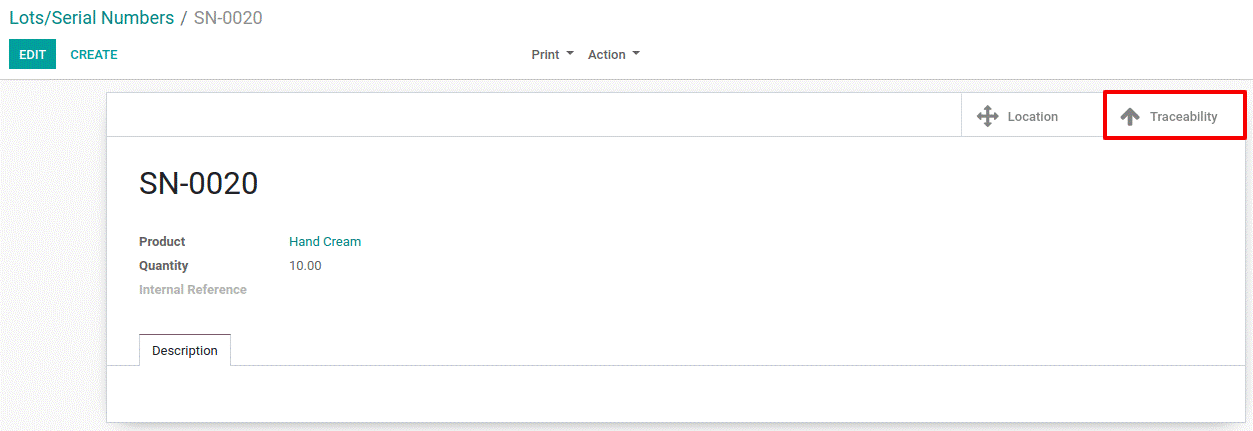 Lots/Serial Numbers / SN-0020
EDIT CREATE Print Action
Location Traceability
SN-0020
Product Hand Cream
Quantity 10.00
Internal Reference
Description